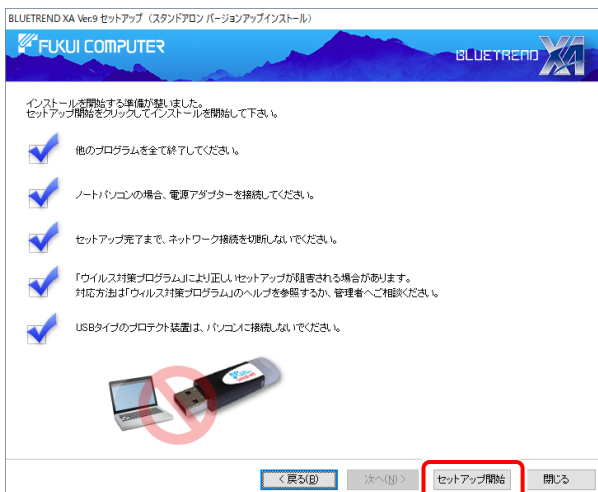 BLUETREND XA Ver.9 セットアップ（スタンドアロン バージョンアップインストール）
FUKUI COMPUTER
BLUETREND XA
インストールを開始する準備が整いました。
セットアップ開始をクリックしてインストールを開始して下さい。
他のプログラムを全て終了してください。
ノートパソコンの場合、電源アダプターを接続してください。
セットアップ完了まで、ネットワーク接続を切断しないでください。
「ウイルス対策プログラム」により正しいセットアップが阻害される場合があります。
対応方法は「ウィルス対策プログラム」のヘルプを参照するか、管理者へご相談ください。
USBタイプのプロテクト装置は、パソコンに接続しないでください。
< 戻る(B)
次へ(N) >
セットアップ開始
閉じる